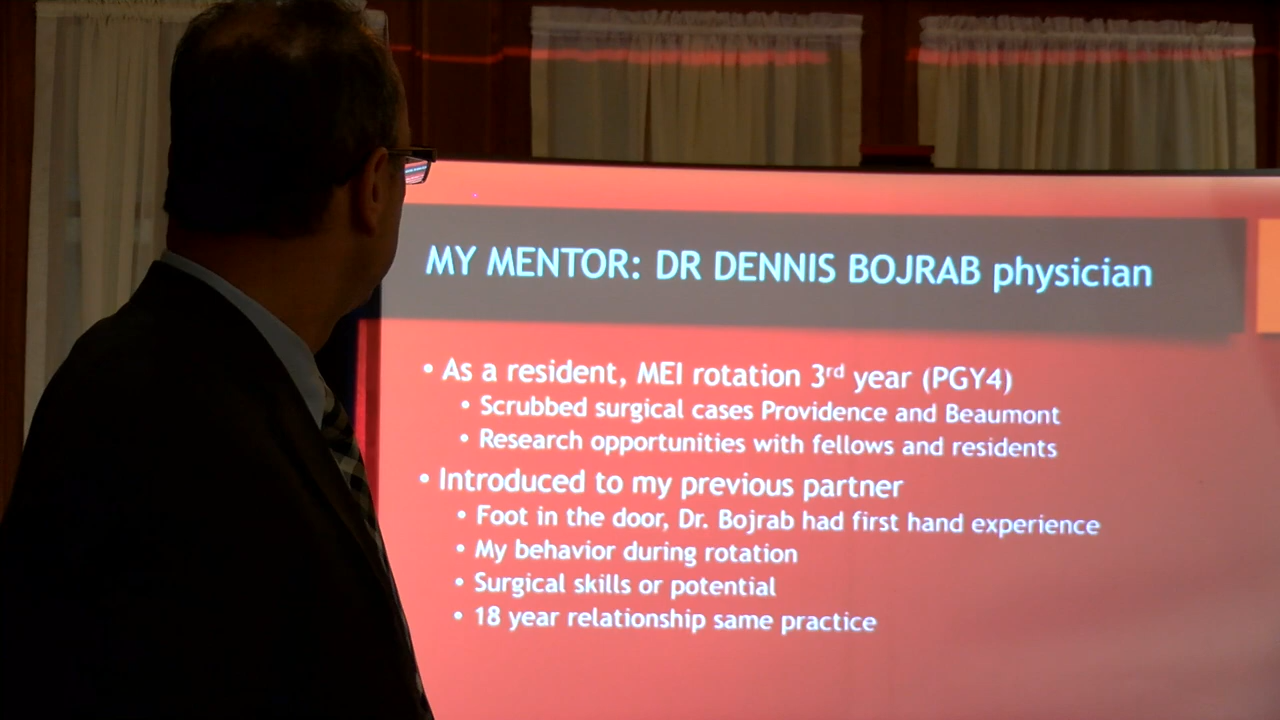 MY MENTOR: DR DENNIS BOJRAB physician
• As a resident, MEI rotation 3rd year (PGY4)
• Scrubbed surgical cases Providence and Beaumont
• Research opportunities with fellows and residents
• Introduced to my previous partner
• Foot in the door, Dr. Bojrab had first hand experience
• My behavior during rotation
• Surgical skills or potential
• 18 year relationship same practice